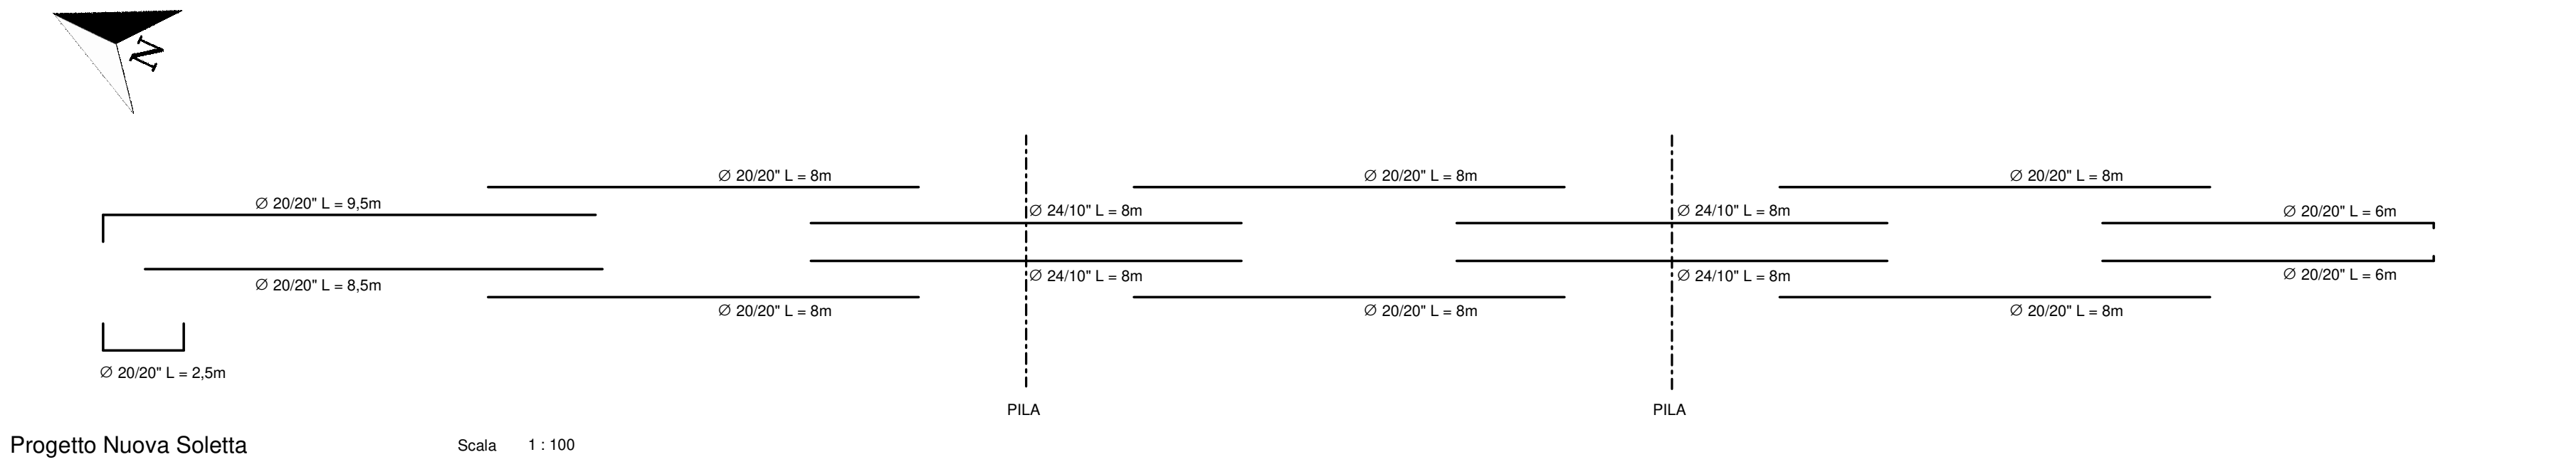 N
Ø 20/20" L = 8m
Ø 20/20" L = 8m
Ø 20/20" L = 8m
Ø 20/20" L = 9,5m
Ø 24/10" L = 8m
Ø 24/10" L = 8m
Ø 20/20" L = 6m
Ø 20/20" L = 8,5m
Ø 24/10" L = 8m
Ø 24/10" L = 8m
Ø 20/20" L = 6m
Ø 20/20" L = 8m
Ø 20/20" L = 8m
Ø 20/20" L = 8m
Ø 20/20" L = 2,5m
PILA
PILA
Progetto Nuova Soletta
Scala 1 : 100